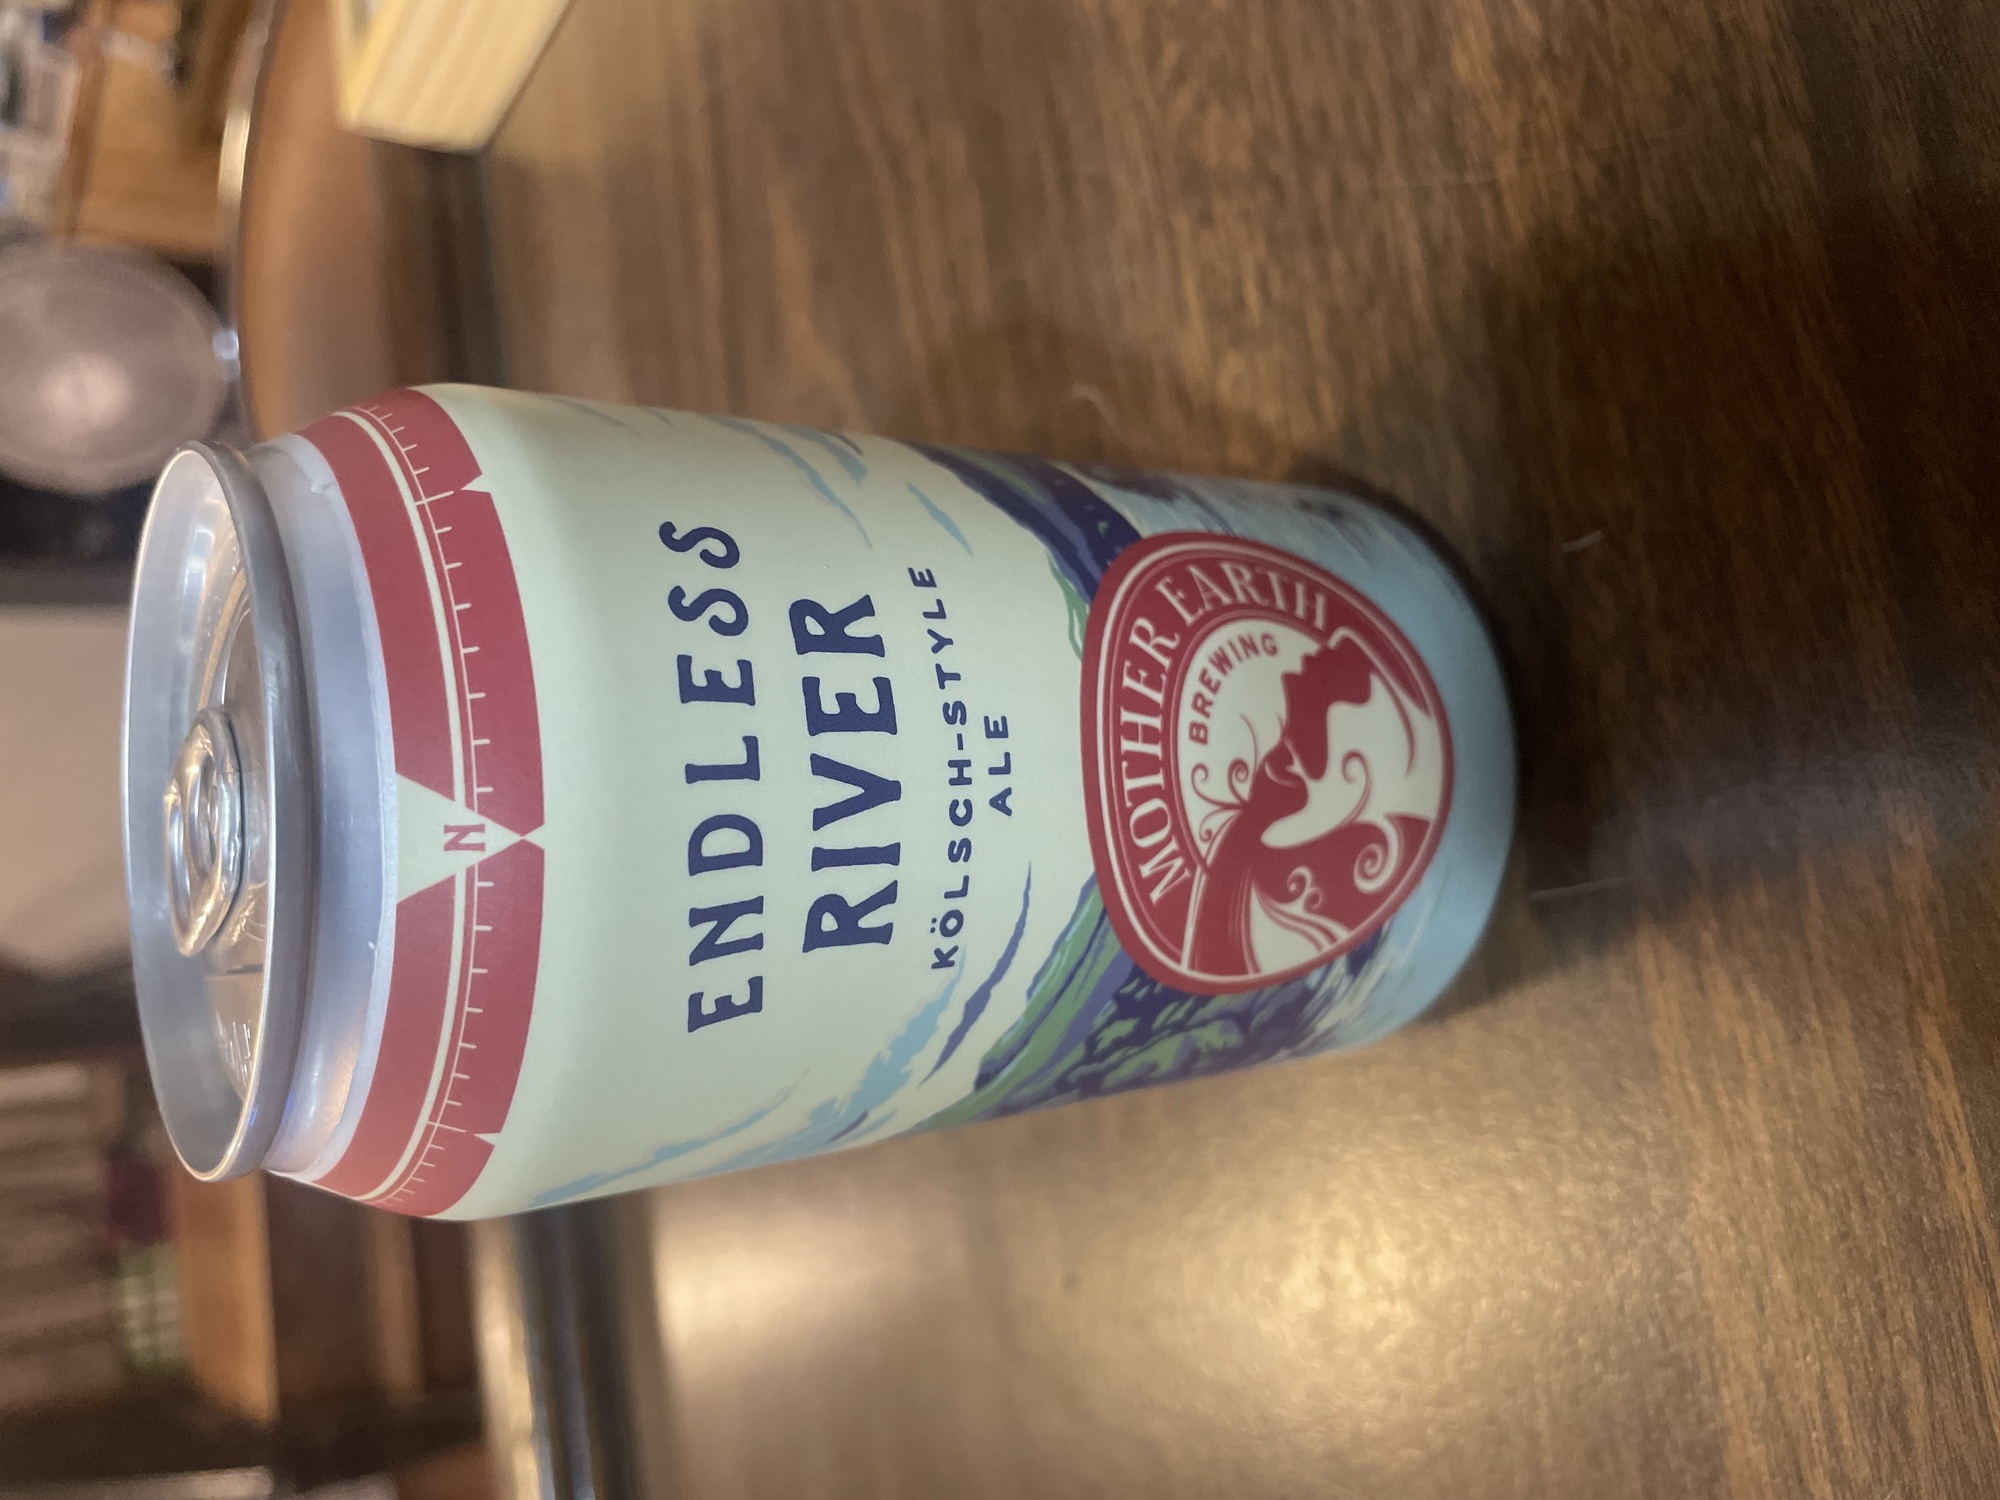 N
ENDLESS
RIVER
KÖLSCH-STYLE
ALE
MOTHER EARTH
BREWING